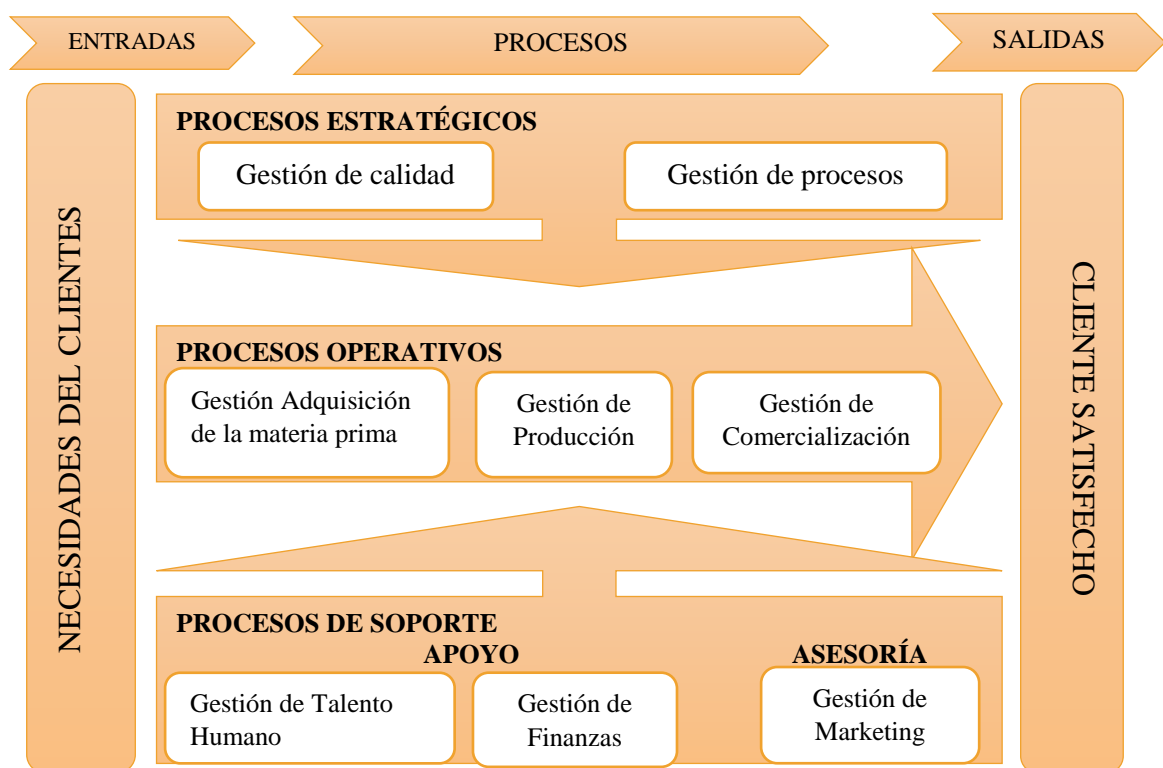 ENTRADAS
PROCESOS
SALIDAS
NECESIDADES DEL CLIENTES
PROCESOS ESTRATÉGICOS
Gestión de calidad
Gestión de procesos
PROCESOS OPERATIVOS
Gestión Adquisición
de la materia prima
Gestión de
Producción
Gestión de
Comercialización
PROCESOS DE SOPORTE
APOYO
ASESORÍA
Gestión de Talento
Humano
Gestión de
Finanzas
Gestión de
Marketing
CLIENTE SATISFECHO